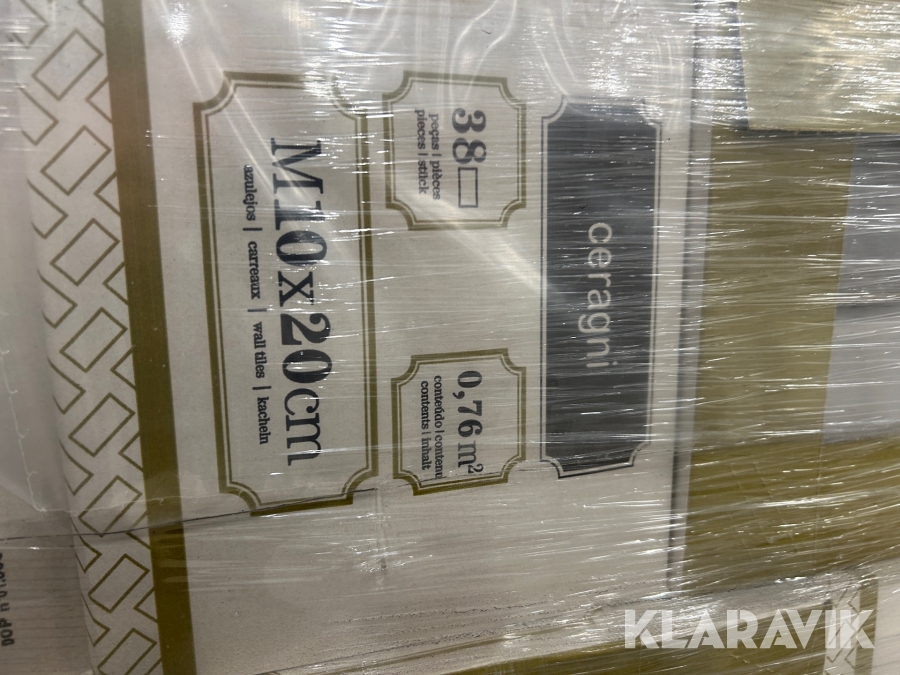 ceragni
38
peças | pièces
pieces | stück
0,76 m²
conteúdo | contenu
contents | inhalt
M10x20cm
azulejos | carreaux | wall tiles | kacheln
KLARAVIK